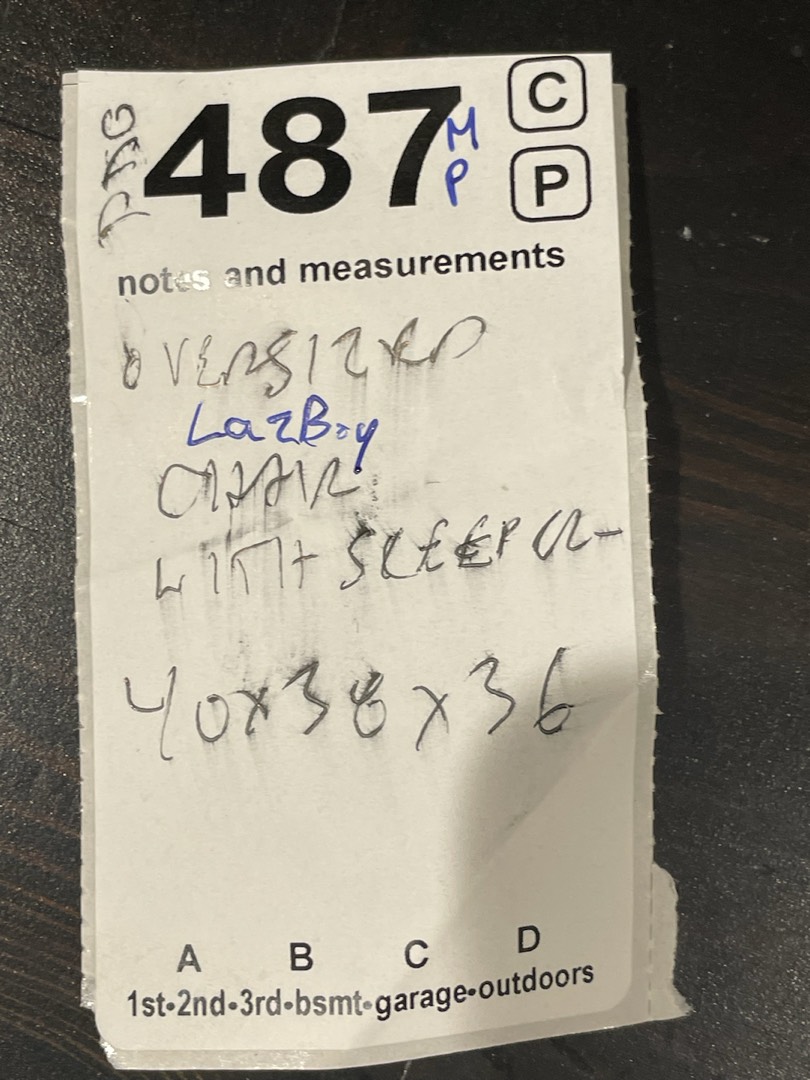 487 C
M
P P
notes and measurements
OVERSIZED
LazBoy
CHAIR
WITH SLEEPER-
40x38x36
A B C D
1st•2nd•3rd•bsmt•garage•outdoors